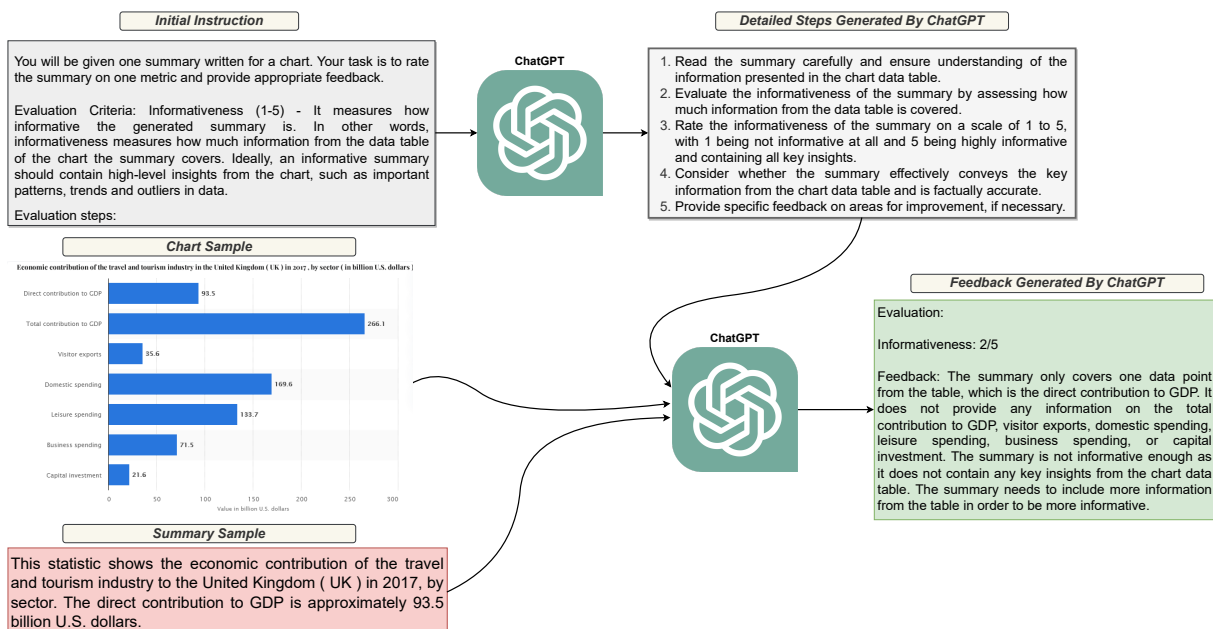 Initial Instruction
You will be given one summary written for a chart. Your task is to rate
the summary on one metric and provide appropriate feedback.
Evaluation Criteria: Informativeness (1-5) - It measures how
informative the generated summary is. In other words,
informativeness measures how much information from the data table
of the chart the summary covers. Ideally, an informative summary
should contain high-level insights from the chart, such as important
patterns, trends and outliers in data.
Evaluation steps:
ChatGPT
Detailed Steps Generated By ChatGPT
1. Read the summary carefully and ensure understanding of the
information presented in the chart data table.
2. Evaluate the informativeness of the summary by assessing how
much information from the data table is covered.
3. Rate the informativeness of the summary on a scale of 1 to 5,
with 1 being not informative at all and 5 being highly informative
and containing all key insights.
4. Consider whether the summary effectively conveys the key
information from the chart data table and is factually accurate.
5. Provide specific feedback on areas for improvement, if necessary.
Chart Sample
Economic contribution of the travel and tourism industry in the United Kingdom ( UK ) in 2017 , by sector ( in billion U.S. dollars )
Direct contribution to GDP 93.5
Total contribution to GDP 266.1
Visitor exports 35.6
Domestic spending 169.6
Leisure spending 133.7
Business spending 71.5
Capital investment 21.6
0 50 100 150 200 250 300
Value in billion U.S. dollars
Summary Sample
This statistic shows the economic contribution of the travel
and tourism industry to the United Kingdom ( UK ) in 2017, by
sector. The direct contribution to GDP is approximately 93.5
billion U.S. dollars.
ChatGPT
Feedback Generated By ChatGPT
Evaluation:
Informativeness: 2/5
Feedback: The summary only covers one data point
from the table, which is the direct contribution to GDP. It
does not provide any information on the total
contribution to GDP, visitor exports, domestic spending,
leisure spending, business spending, or capital
investment. The summary is not informative enough as
it does not contain any key insights from the chart data
table. The summary needs to include more information
from the table in order to be more informative.